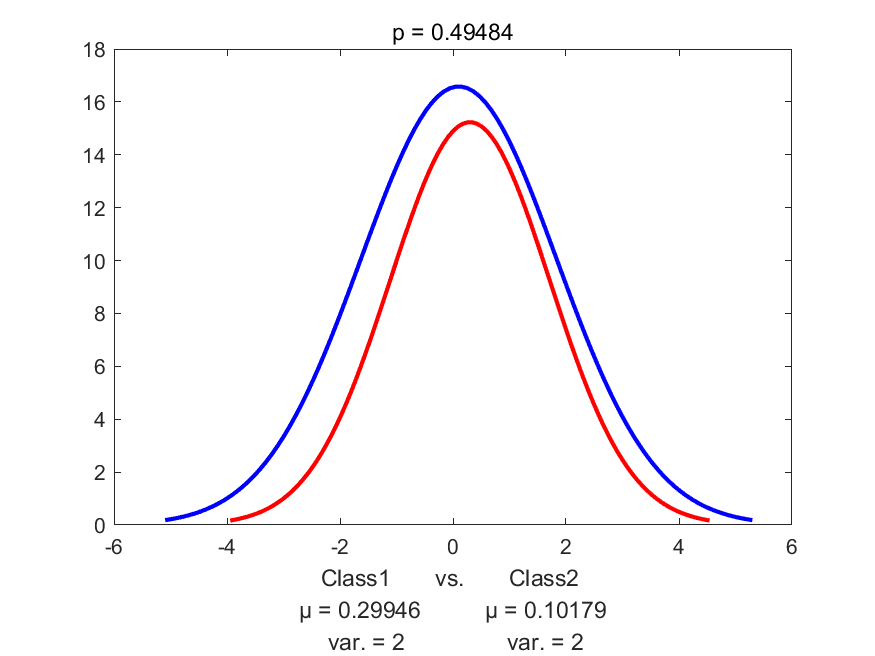 p = 0.49484
18
16
14
12
10
8
6
4
2
0
-6 -4 -2 0 2 4 6
Class1 vs. Class2
μ = 0.29946 μ = 0.10179
var. = 2 var. = 2